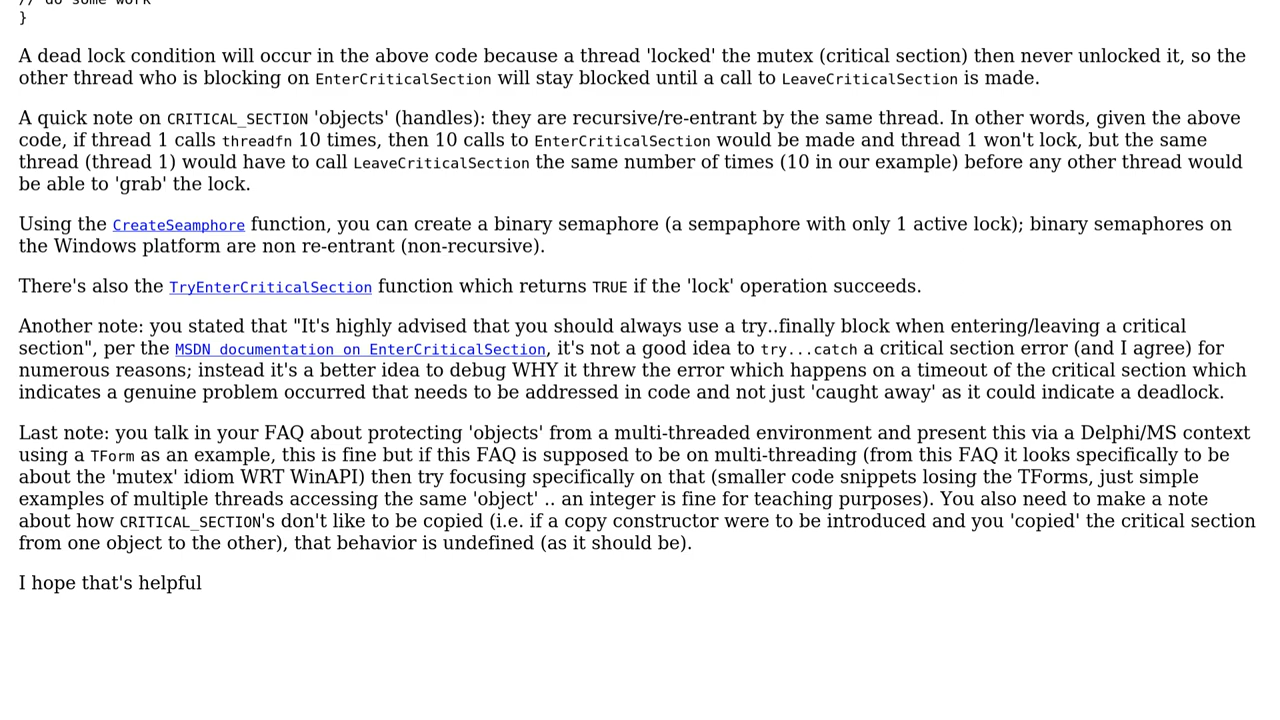 // do some work
}
A dead lock condition will occur in the above code because a thread 'locked' the mutex (critical section) then never unlocked it, so the
other thread who is blocking on EnterCriticalSection will stay blocked until a call to LeaveCriticalSection is made.
A quick note on CRITICAL_SECTION 'objects' (handles): they are recursive/re-entrant by the same thread. In other words, given the above
code, if thread 1 calls threadfn 10 times, then 10 calls to EnterCriticalSection would be made and thread 1 won't lock, but the same
thread (thread 1) would have to call LeaveCriticalSection the same number of times (10 in our example) before any other thread would
be able to 'grab' the lock.
Using the CreateSeamphore function, you can create a binary semaphore (a sempaphore with only 1 active lock); binary semaphores on
the Windows platform are non re-entrant (non-recursive).
There's also the TryEnterCriticalSection function which returns TRUE if the 'lock' operation succeeds.
Another note: you stated that "It's highly advised that you should always use a try..finally block when entering/leaving a critical
section", per the MSDN documentation on EnterCriticalSection, it's not a good idea to try...catch a critical section error (and I agree) for
numerous reasons; instead it's a better idea to debug WHY it threw the error which happens on a timeout of the critical section which
indicates a genuine problem occurred that needs to be addressed in code and not just 'caught away' as it could indicate a deadlock.
Last note: you talk in your FAQ about protecting 'objects' from a multi-threaded environment and present this via a Delphi/MS context
using a TForm as an example, this is fine but if this FAQ is supposed to be on multi-threading (from this FAQ it looks specifically to be
about the 'mutex' idiom WRT WinAPI) then try focusing specifically on that (smaller code snippets losing the TForms, just simple
examples of multiple threads accessing the same 'object' .. an integer is fine for teaching purposes). You also need to make a note
about how CRITICAL_SECTION's don't like to be copied (i.e. if a copy constructor were to be introduced and you 'copied' the critical section
from one object to the other), that behavior is undefined (as it should be).
I hope that's helpful